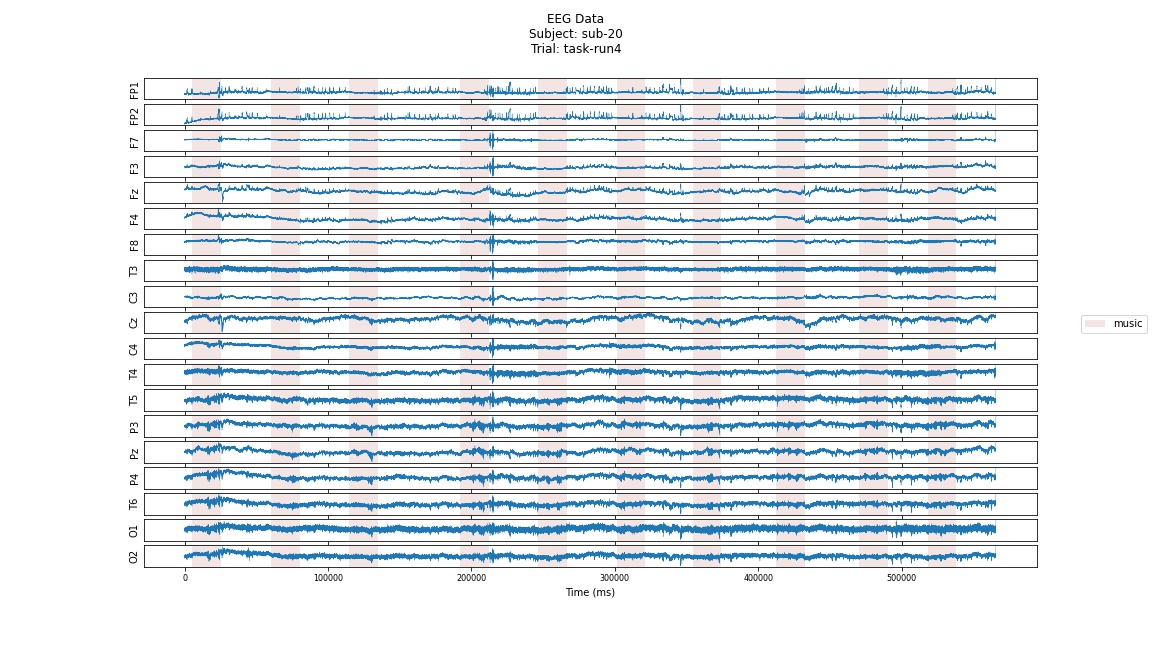 EEG Data
Subject: sub-20
Trial: task-run4
FP1
FP2
F7
F3
Fz
F4
F8
T3
C3
Cz
C4
T4
T5
P3
Pz
P4
T6
O1
O2
music
0 100000 200000 300000 400000 500000
Time (ms)